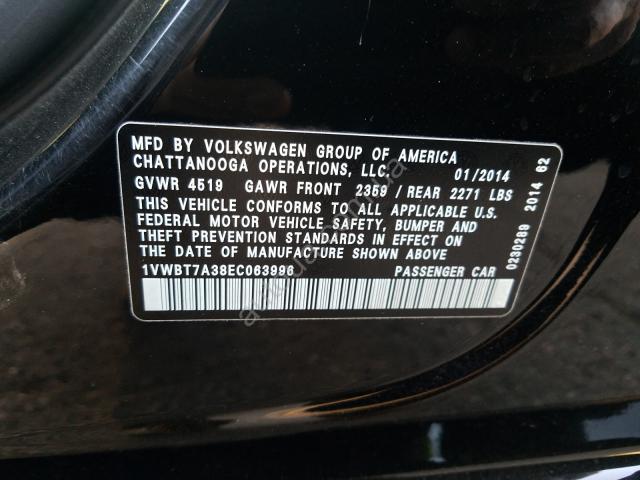 MFD BY VOLKSWAGEN GROUP OF AMERICA
CHATTANOOGA OPERATIONS, LLC. 01/2014
GVWR 4519 GAWR FRONT 2359 / REAR 2271 LBS
THIS VEHICLE CONFORMS TO ALL APPLICABLE U.S.
FEDERAL MOTOR VEHICLE SAFETY, BUMPER AND
THEFT PREVENTION STANDARDS IN EFFECT ON
THE DATE OF MANUFACTURE SHOWN ABOVE
1VWBT7A38EC063996 PASSENGER CAR
0230289 2014 62